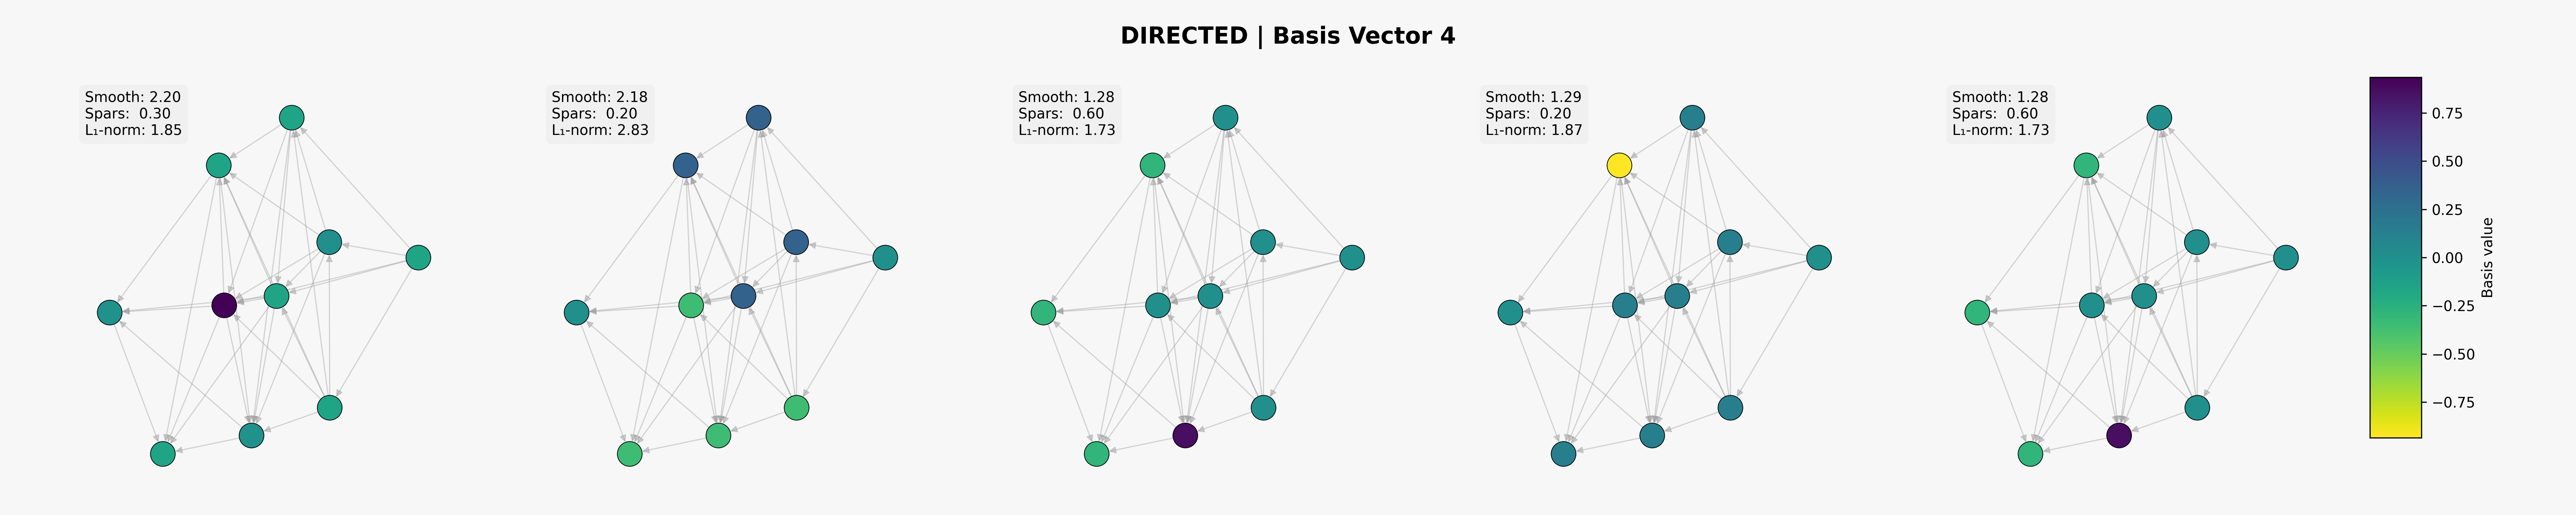 DIRECTED | Basis Vector 4
Smooth: 2.20
Spars:  0.30
L₁-norm: 1.85
Smooth: 2.18
Spars:  0.20
L₁-norm: 2.83
Smooth: 1.28
Spars:  0.60
L₁-norm: 1.73
Smooth: 1.29
Spars:  0.20
L₁-norm: 1.87
Smooth: 1.28
Spars:  0.60
L₁-norm: 1.73
0.75
0.50
0.25
0.00
−0.25
−0.50
−0.75
Basis value